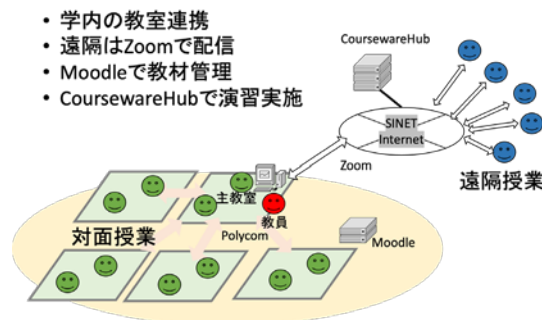 • 学内の教室連携
• 遠隔はZoomで配信
• Moodleで教材管理
• CoursewareHubで演習実施
CoursewareHub
SINET
Internet
Zoom
遠隔授業
主教室
教員
対面授業
Polycom
Moodle